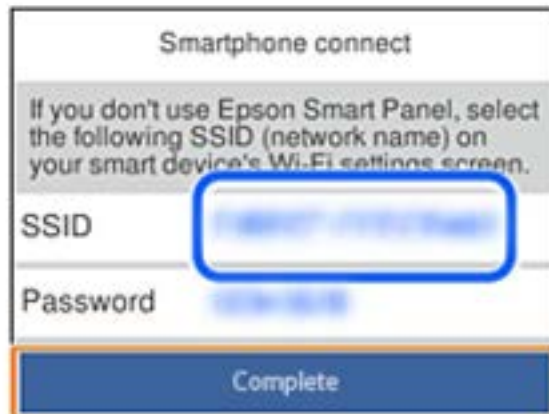 Smartphone connect
If you don't use Epson Smart Panel, select
the following SSID (network name) on
your smart device's Wi-Fi settings screen.
SSID
Password
Complete